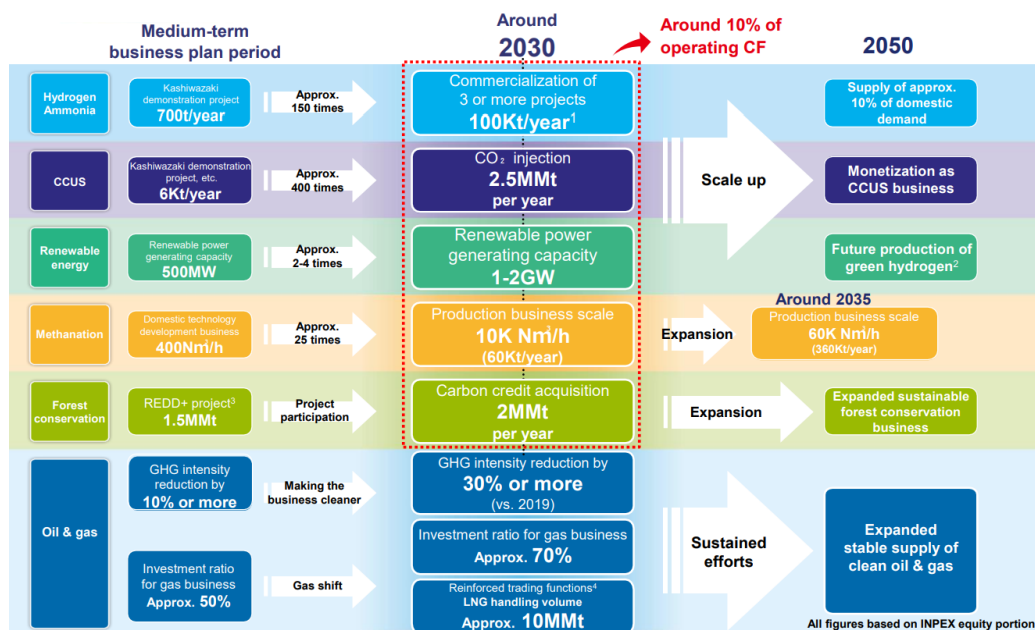 Medium-term
business plan period
Around
2030
Around 10% of
operating CF
2050
Hydrogen
Ammonia
Kashiwazaki
demonstration project
700t/year
Approx.
150 times
Commercialization of
3 or more projects
100Kt/year1
Supply of approx.
10% of domestic
demand
CCUS
Kashiwazaki demonstration
project, etc.
6Kt/year
Approx.
400 times
CO₂ injection
2.5MMt
per year
Scale up
Monetization as
CCUS business
Renewable
energy
Renewable power
generating capacity
500MW
Approx.
2-4 times
Renewable power
generating capacity
1-2GW
Future production of
green hydrogen2
Methanation
Domestic technology
development business
400Nm³/h
Approx.
25 times
Production business scale
10K Nm³/h
(60Kt/year)
Expansion
Around 2035
Production business scale
60K Nm³/h
(360Kt/year)
Forest
conservation
REDD+ project3
1.5MMt
Project
participation
Carbon credit acquisition
2MMt
per year
Expansion
Expanded sustainable
forest conservation
business
Oil & gas
GHG intensity
reduction by
10% or more
Making the
business cleaner
GHG intensity reduction by
30% or more
(vs. 2019)
Investment ratio
for gas business
Approx. 50%
Gas shift
Investment ratio for gas business
Approx. 70%
Reinforced trading functions4
LNG handling volume
Approx. 10MMt
Sustained
efforts
Expanded
stable supply of
clean oil & gas
All figures based on INPEX equity portion